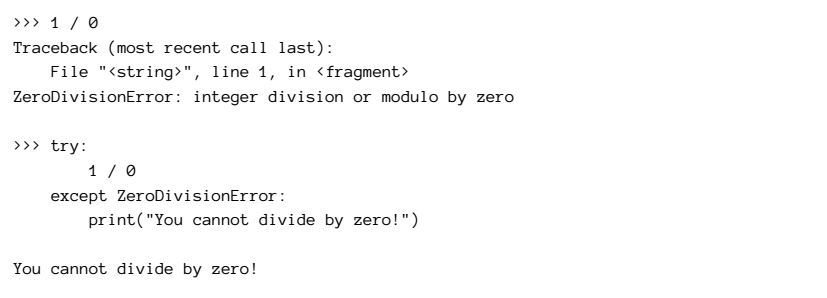 >>> 1 / 0
Traceback (most recent call last):
    File "<string>", line 1, in <fragment>
ZeroDivisionError: integer division or modulo by zero
>>> try:
        1 / 0
    except ZeroDivisionError:
        print("You cannot divide by zero!")
You cannot divide by zero!